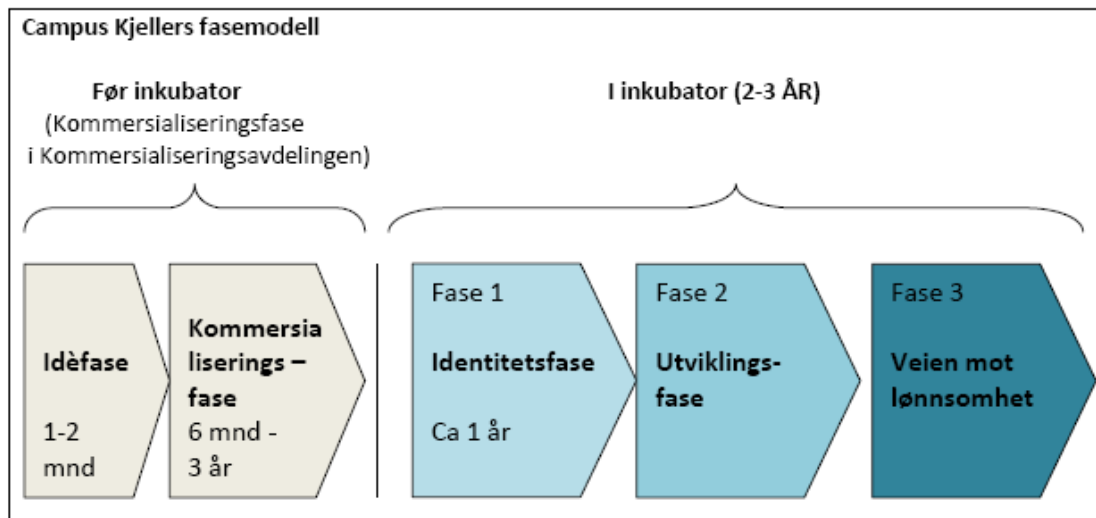 Campus Kjellers fasemodell
Før inkubator
(Kommersialiseringsfase
i Kommersialiseringsavdelingen)
I inkubator (2-3 ÅR)
Idèfase
1-2
mnd
Kommersia
liserings –
fase
6 mnd -
3 år
Fase 1
Identitetsfase
Ca 1 år
Fase 2
Utviklings-
fase
Fase 3
Veien mot
lønnsomhet